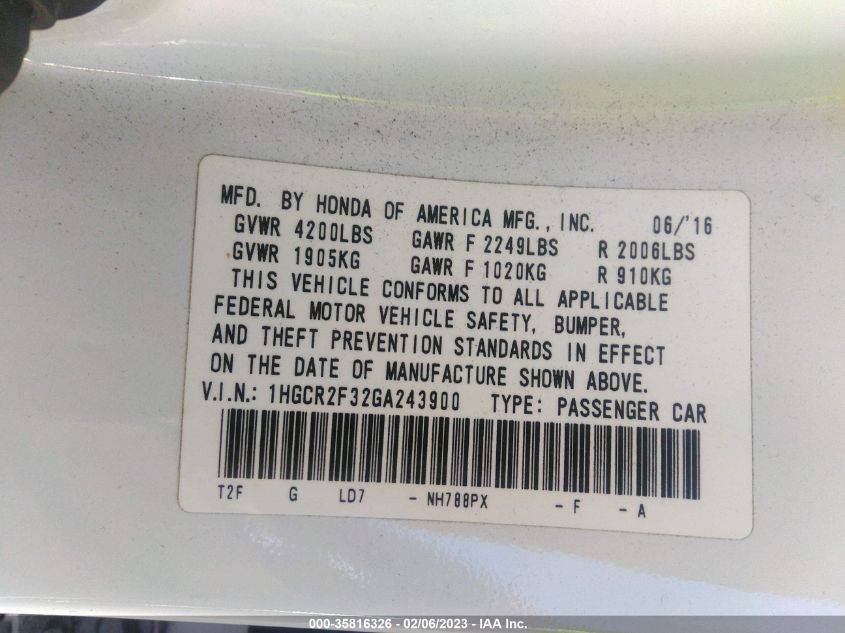 MFD. BY HONDA OF AMERICA MFG., INC. 06/'16
GVWR 4200LBS GAWR F 2249LBS R 2006LBS
GVWR 1905KG GAWR F 1020KG R 910KG
THIS VEHICLE CONFORMS TO ALL APPLICABLE
FEDERAL MOTOR VEHICLE SAFETY, BUMPER,
AND THEFT PREVENTION STANDARDS IN EFFECT
ON THE DATE OF MANUFACTURE SHOWN ABOVE.
V.I.N.: 1HGCR2F32GA243900 TYPE: PASSENGER CAR
T2F G LD7 - NH788PX - F - A
000-35816326 - 02/06/2023 - IAA Inc.